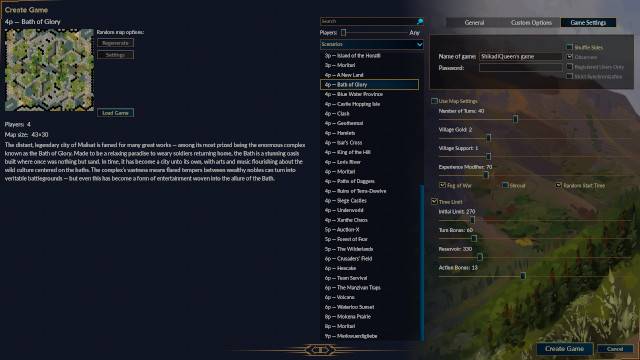 Create Game
4p — Bath of Glory
Random map options:
Regenerate
Settings
Load Game
Players: 4
Map size: 43×30
The distant, legendary city of Malisat is famed for many great works — among its most prized being the enormous complex
known as the Bath of Glory. Made to be a relaxing paradise to weary soldiers returning home, the Bath is a stunning oasis
built where once was nothing but sand. In time, it has become a city unto its own, with arts and music flourishing about the
wild culture centered on the baths. The complex's vastness means flared tempers between wealthy nobles can turn into
veritable battlegrounds — but even this has become a form of entertainment woven into the allure of the Bath.
Search
Players:
Any
Scenarios
3p — Island of the Horatii
3p — Morituri
4p — A New Land
4p — Bath of Glory
4p — Blue Water Province
4p — Castle Hopping Isle
4p — Clash
4p — Geothermal
4p — Hamlets
4p — Isar's Cross
4p — King of the Hill
4p — Loris River
4p — Morituri
4p — Paths of Daggers
4p — Ruins of Terra-Dwelve
4p — Siege Castles
4p — Underworld
4p — Xanthe Chaos
5p — Auction-X
5p — Forest of Fear
5p — The Wilderlands
6p — Crusaders' Field
6p — Hexcake
6p — Team Survival
6p — The Manzivan Traps
6p — Volcano
6p — Waterloo Sunset
8p — Mokena Prairie
8p — Morituri
9p — Merkwuerdigliebe
General
Custom Options
Game Settings
Name of game:
ShikadiQueen's game
Password:
Shuffle Sides
Observers
Registered Users Only
Strict Synchronization
Use Map Settings
Number of Turns: 40
Village Gold: 2
Village Support: 1
Experience Modifier: 70
Fog of War
Shroud
Random Start Time
Time Limit
Initial Limit: 270
Turn Bonus: 60
Reservoir: 330
Action Bonus: 13
Create Game
Cancel